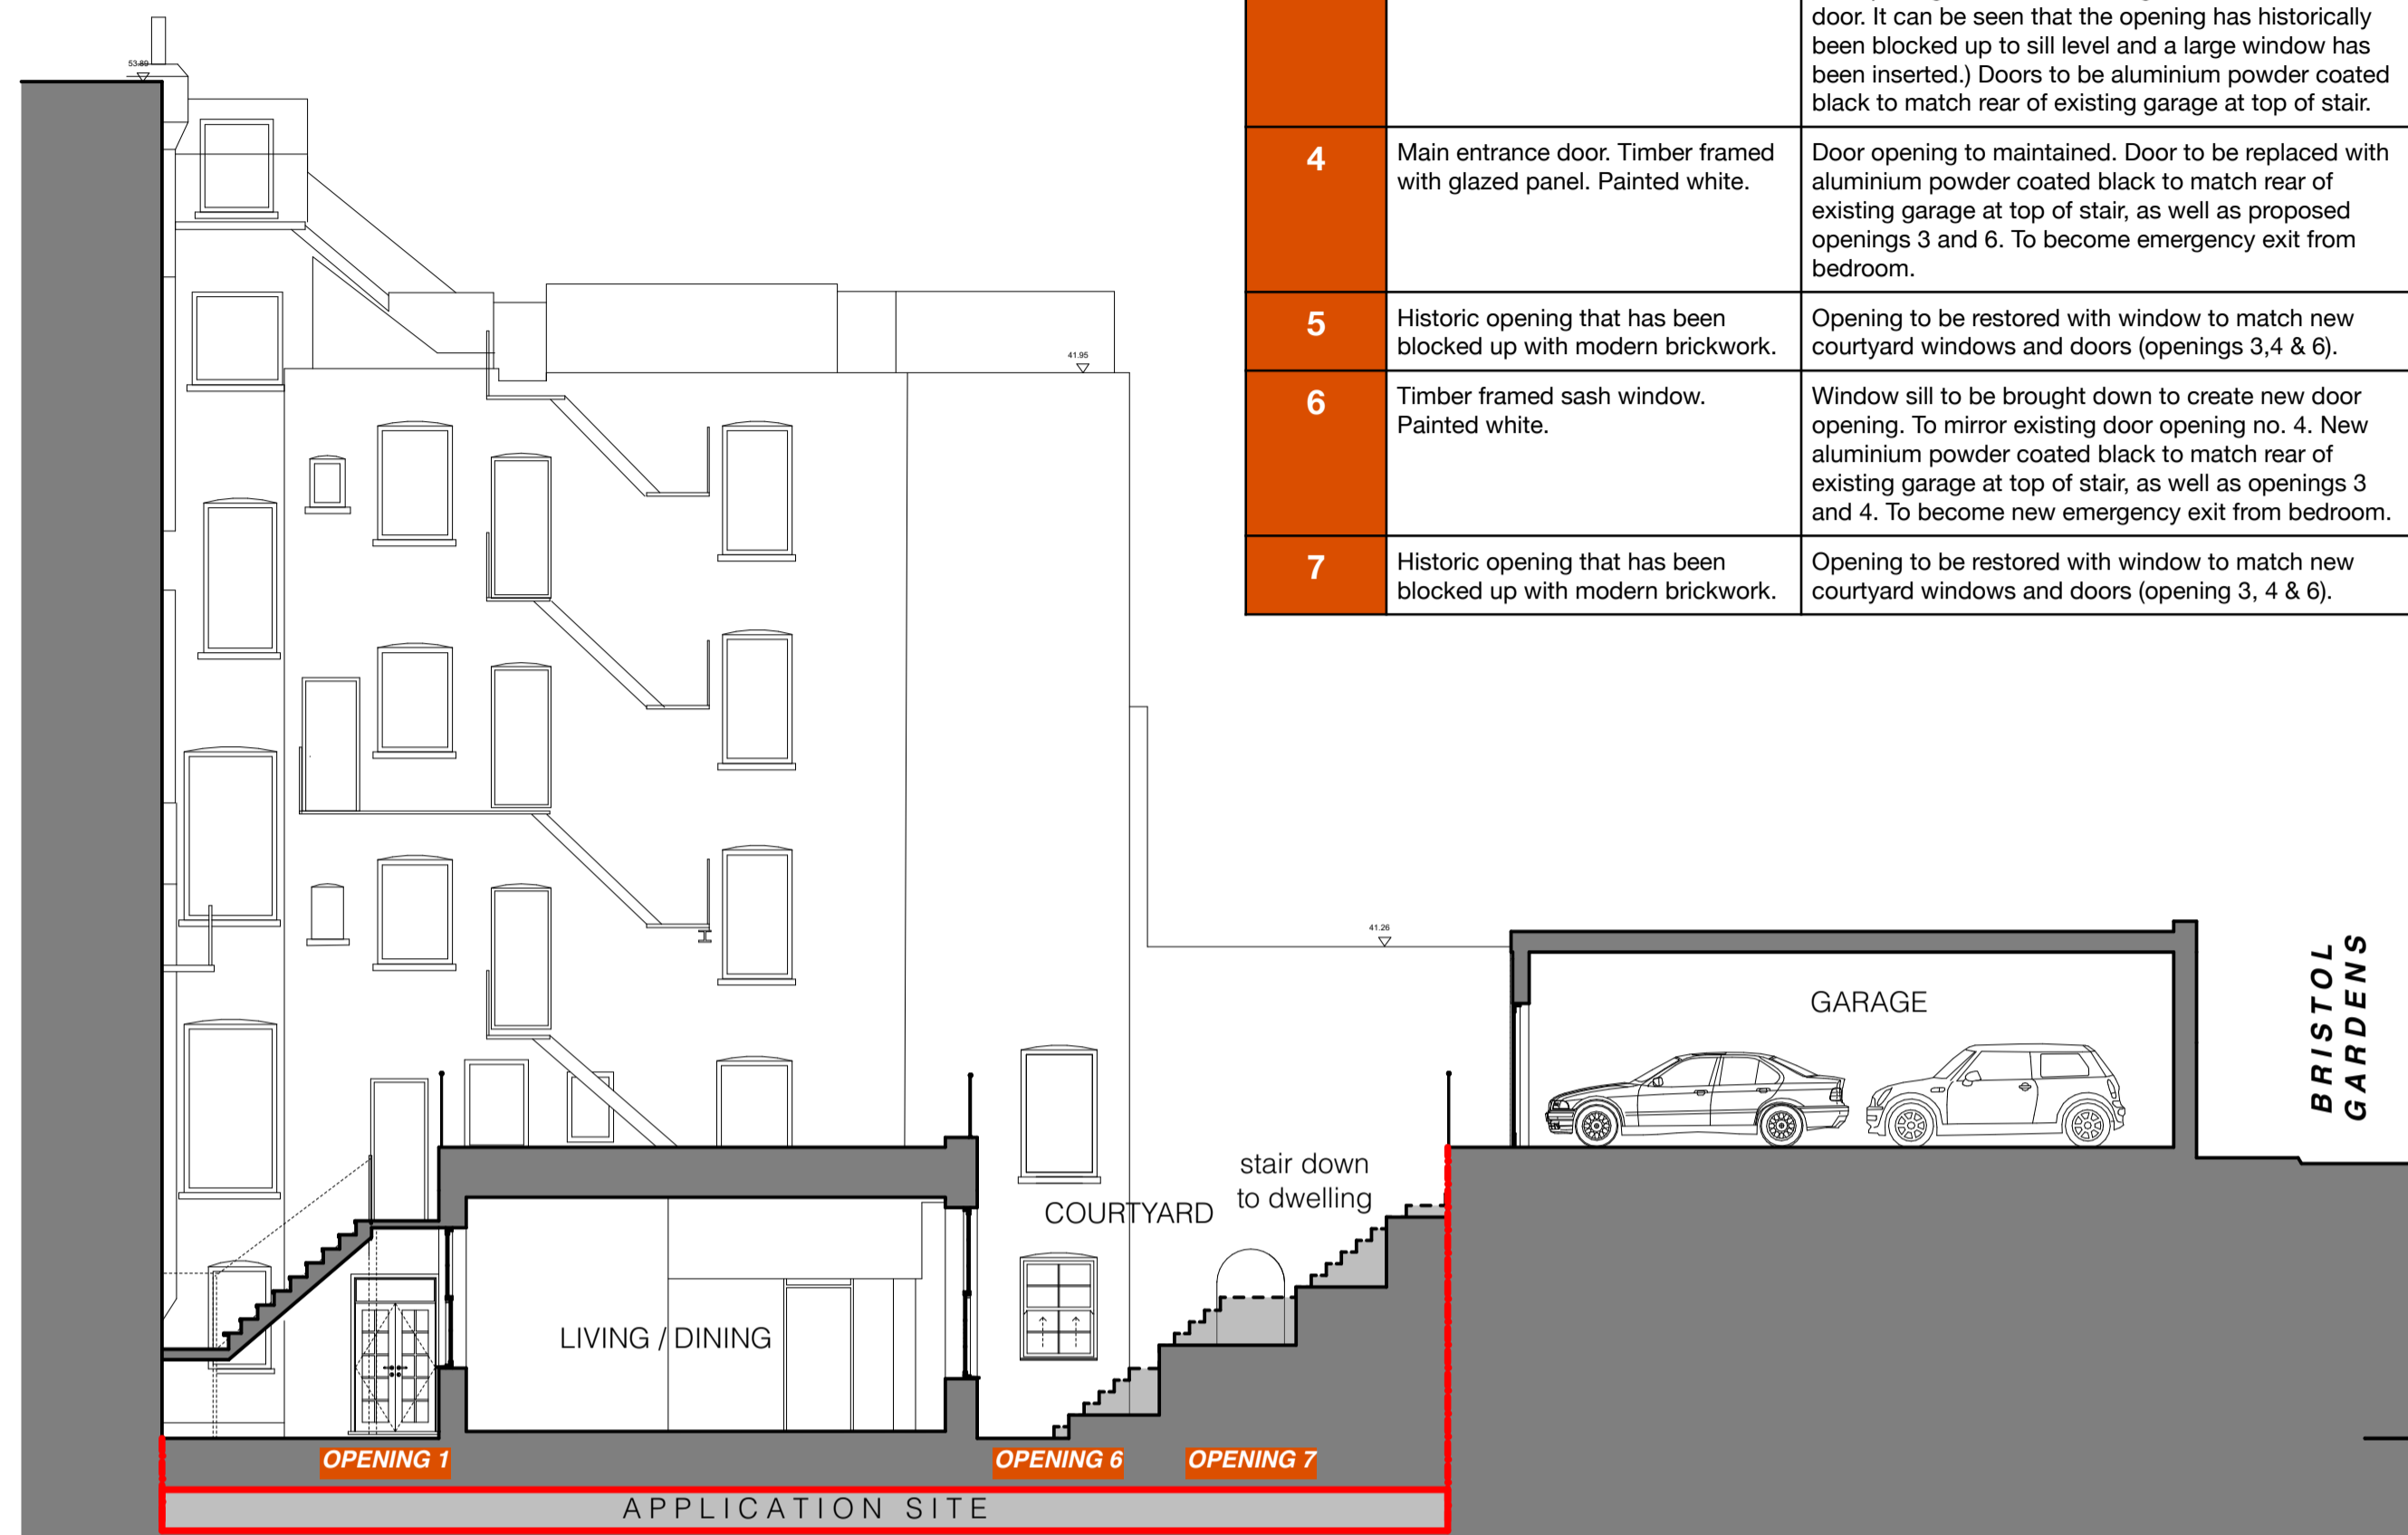 door. It can be seen that the opening has historically
been blocked up to sill level and a large window has
been inserted.) Doors to be aluminium powder coated
black to match rear of existing garage at top of stair.
4
Main entrance door. Timber framed
with glazed panel. Painted white.
Door opening to maintained. Door to be replaced with
aluminium powder coated black to match rear of
existing garage at top of stair, as well as proposed
openings 3 and 6. To become emergency exit from
bedroom.
5
Historic opening that has been
blocked up with modern brickwork.
Opening to be restored with window to match new
courtyard windows and doors (openings 3,4 & 6).
6
Timber framed sash window.
Painted white.
Window sill to be brought down to create new door
opening. To mirror existing door opening no. 4. New
aluminium powder coated black to match rear of
existing garage at top of stair, as well as openings 3
and 4. To become new emergency exit from bedroom.
7
Historic opening that has been
blocked up with modern brickwork.
Opening to be restored with window to match new
courtyard windows and doors (opening 3, 4 & 6).
53.89
41.95
41.26
GARAGE
BRISTOL
GARDENS
stair down
to dwelling
COURTYARD
LIVING / DINING
OPENING 1
OPENING 6
OPENING 7
APPLICATION SITE